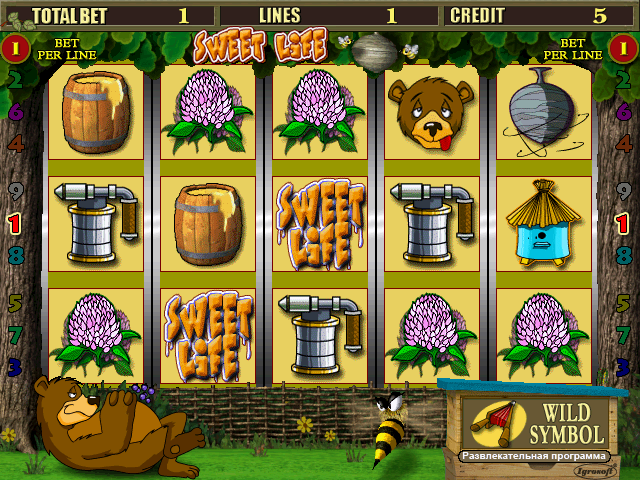 TOTAL BET 1 LINES 1 CREDIT 5
1 BET PER LINE SWEET LIFE BET PER LINE 1
2 2
6 6
4 4
9 9
1 SWEET LIFE 1
8 8
5 5
7 SWEET LIFE 7
3 3
WILD
SYMBOL
Развлекательная программа
Igrosoft